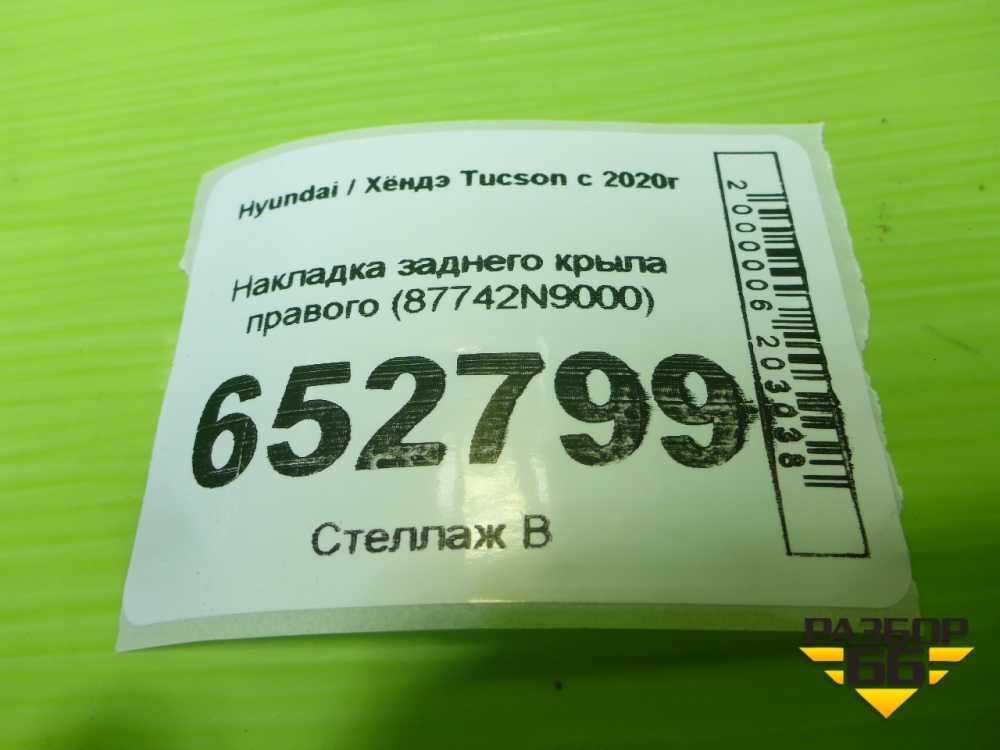 Hyundai / Хёндэ Tucson с 2020г
Накладка заднего крыла
правого (87742N9000)
652799
Стеллаж В
2000006203038
РАЗБОР
66